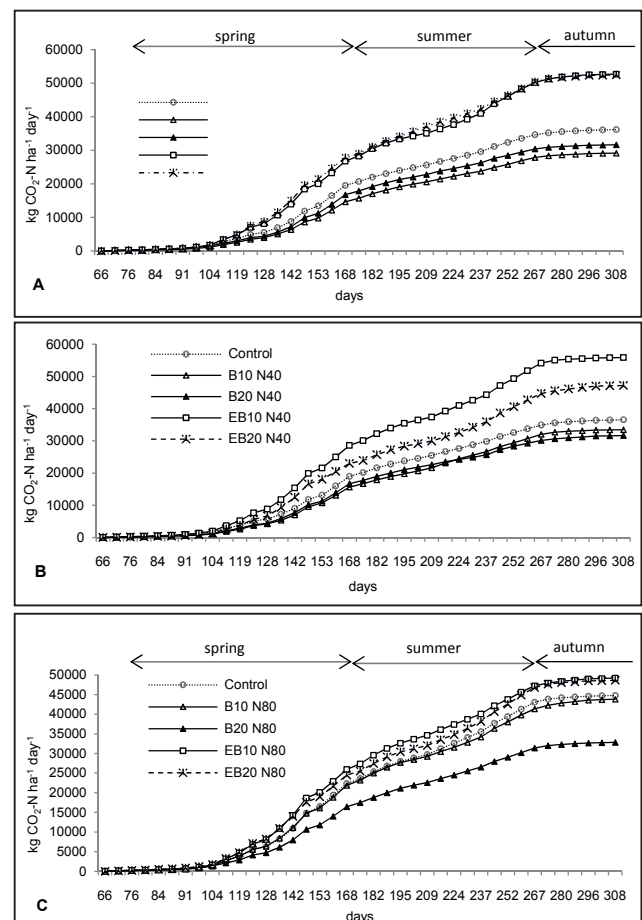 spring summer autumn
60000
50000
40000
30000
20000
10000
0
kg CO₂-N ha⁻¹ day⁻¹
66 76 84 91 104 119 128 142 153 168 182 195 209 224 237 252 267 280 296 308
A
days
60000
50000
40000
30000
20000
10000
0
kg CO₂-N ha⁻¹ day⁻¹
Control
B10 N40
B20 N40
EB10 N40
EB20 N40
66 76 84 91 104 119 128 142 153 168 182 195 209 224 237 252 267 280 296 308
B
days
spring summer autumn
50000
45000
40000
35000
30000
25000
20000
15000
10000
5000
0
kg CO₂-N ha⁻¹ day⁻¹
Control
B10 N80
B20 N80
EB10 N80
EB20 N80
66 76 84 91 104 119 128 142 153 168 182 195 209 224 237 252 267 280 296 308
C
days